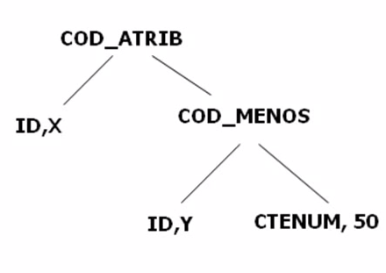 COD_ATRIB
ID,X
COD_MENOS
ID,Y
CTENUM, 50